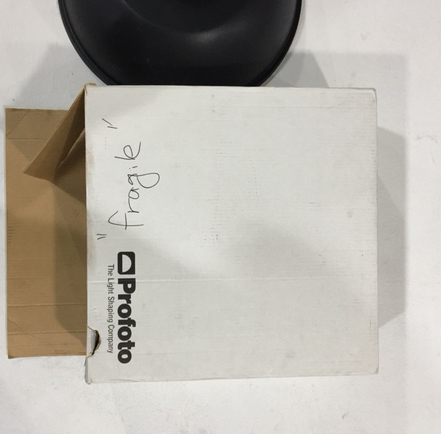 "fragile"
Profoto
The Light Shaping Company